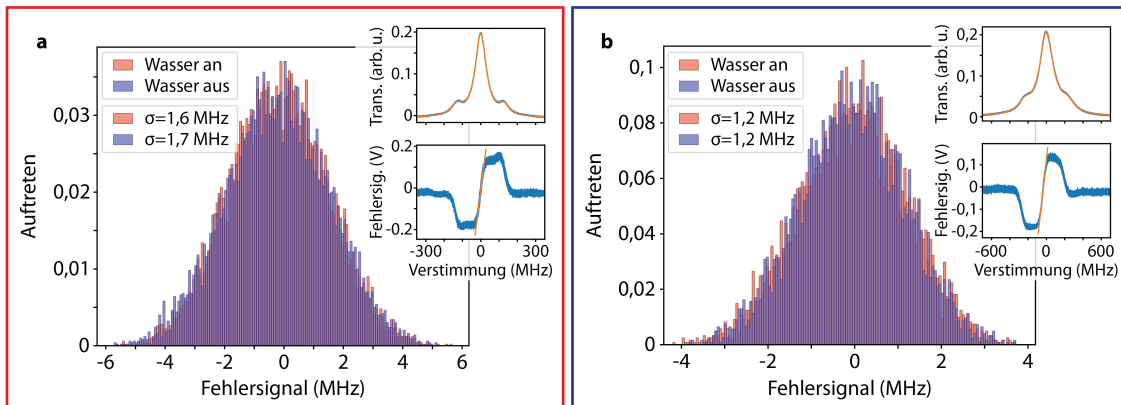 a
Wasser an
Wasser aus
σ=1,6 MHz
σ=1,7 MHz
Auftreten
0,03
0,02
0,01
0
-6 -4 -2 0 2 4 6
Fehlersignal (MHz)
Trans. (arb. u.)
0.2
0.1
0
Fehlersig. (V)
0.2
0
-0.2
-300 0 300
Verstimmung (MHz)
b
Wasser an
Wasser aus
σ=1,2 MHz
σ=1,2 MHz
Auftreten
0,1
0,08
0,06
0,04
0,02
0
-4 -2 0 2 4
Fehlersignal (MHz)
Trans. (arb. u.)
0,2
0,1
0
Fehlersig. (V)
0,1
0
-0,1
-0,2
-600 0 600
Verstimmung (MHz)